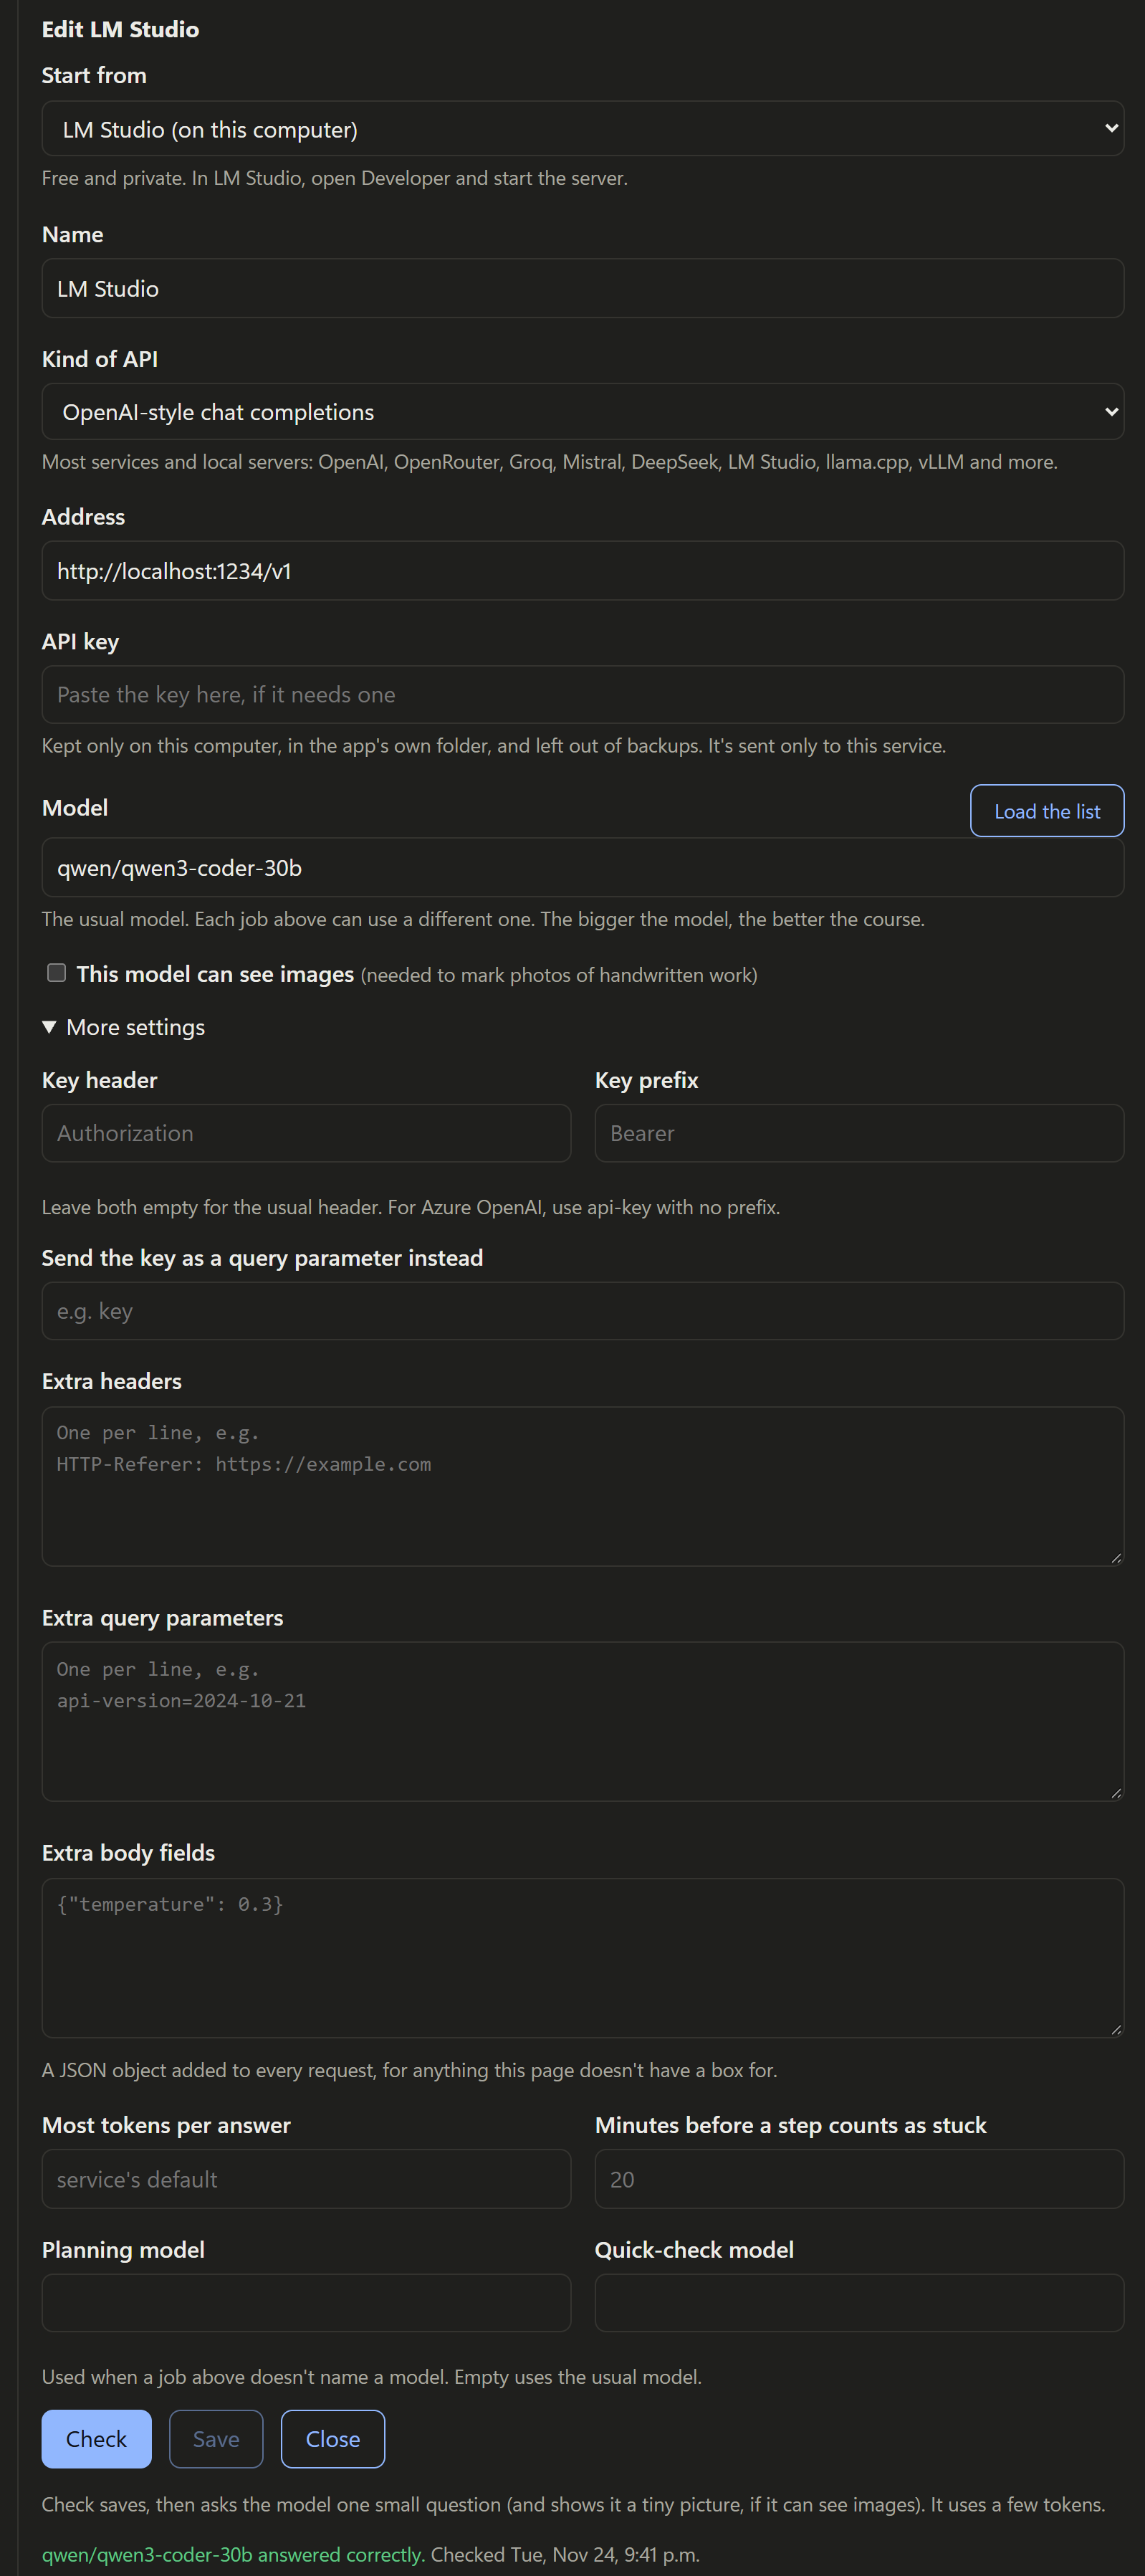 Edit LM Studio
Start from
LM Studio (on this computer)
Free and private. In LM Studio, open Developer and start the server.
Name
LM Studio
Kind of API
OpenAI-style chat completions
Most services and local servers: OpenAI, OpenRouter, Groq, Mistral, DeepSeek, LM Studio, llama.cpp, vLLM and more.
Address
http://localhost:1234/v1
API key
Paste the key here, if it needs one
Kept only on this computer, in the app's own folder, and left out of backups. It's sent only to this service.
Model
Load the list
qwen/qwen3-coder-30b
The usual model. Each job above can use a different one. The bigger the model, the better the course.
This model can see images (needed to mark photos of handwritten work)
▼ More settings
Key header
Key prefix
Authorization
Bearer
Leave both empty for the usual header. For Azure OpenAI, use api-key with no prefix.
Send the key as a query parameter instead
e.g. key
Extra headers
One per line, e.g.
HTTP-Referer: https://example.com
Extra query parameters
One per line, e.g.
api-version=2024-10-21
Extra body fields
{"temperature": 0.3}
A JSON object added to every request, for anything this page doesn't have a box for.
Most tokens per answer
Minutes before a step counts as stuck
service's default
20
Planning model
Quick-check model
Used when a job above doesn't name a model. Empty uses the usual model.
Check
Save
Close
Check saves, then asks the model one small question (and shows it a tiny picture, if it can see images). It uses a few tokens.
qwen/qwen3-coder-30b answered correctly. Checked Tue, Nov 24, 9:41 p.m.